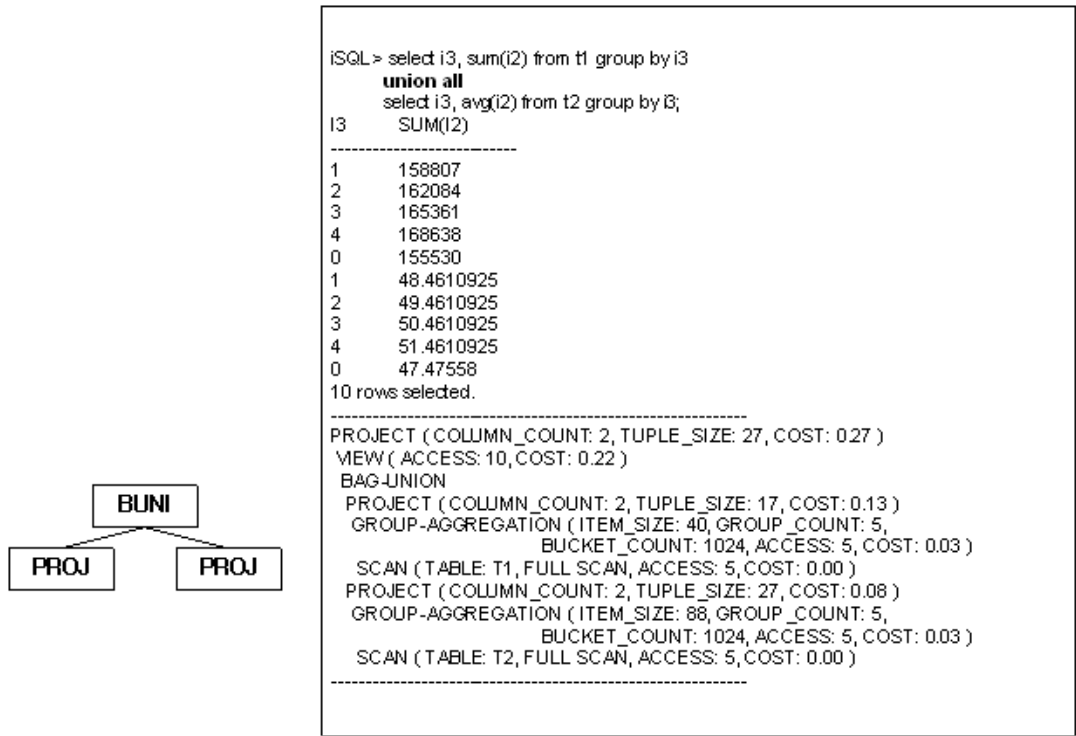 iSQL> select i3, sum(i2) from t1 group by i3
union all
select i3, avg(i2) from t2 group by i3;
I3 SUM(I2)
---------------------------
1 158807
2 162084
3 165361
4 168638
0 155530
1 48.4610925
2 49.4610925
3 50.4610925
4 51.4610925
0 47.47558
10 rows selected.
------------------------------------------------------------
PROJECT ( COLUMN_COUNT: 2, TUPLE_SIZE: 27, COST: 0.27 )
VIEW ( ACCESS: 10, COST: 0.22 )
BAG-UNION
PROJECT ( COLUMN_COUNT: 2, TUPLE_SIZE: 17, COST: 0.13 )
GROUP-AGGREGATION ( ITEM_SIZE: 40, GROUP_COUNT: 5,
BUCKET_COUNT: 1024, ACCESS: 5, COST: 0.03 )
SCAN ( TABLE: T1, FULL SCAN, ACCESS: 5, COST: 0.00 )
PROJECT ( COLUMN_COUNT: 2, TUPLE_SIZE: 27, COST: 0.08 )
GROUP-AGGREGATION ( ITEM_SIZE: 88, GROUP_COUNT: 5,
BUCKET_COUNT: 1024, ACCESS: 5, COST: 0.03 )
SCAN ( TABLE: T2, FULL SCAN, ACCESS: 5, COST: 0.00 )
------------------------------------------------------------
BUNI
PROJ PROJ